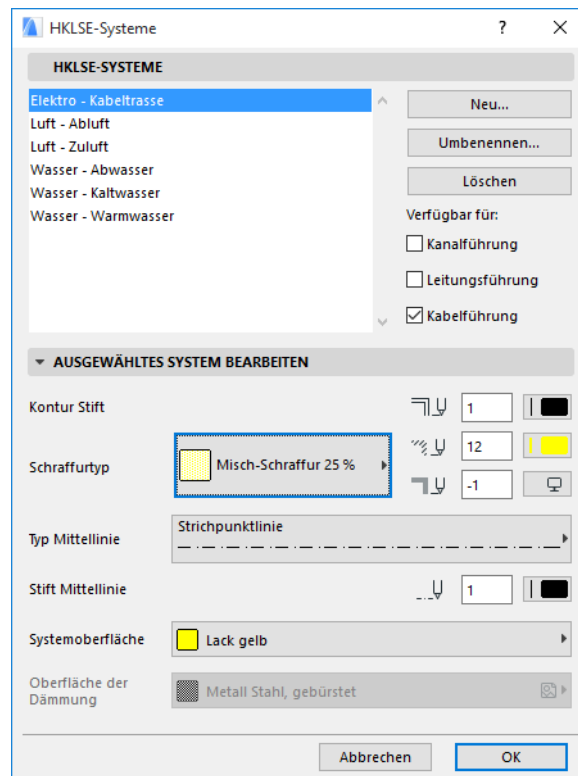 HKLSE-Systeme
HKLSE-SYSTEME
Elektro - Kabeltrasse
Luft - Abluft
Luft - Zuluft
Wasser - Abwasser
Wasser - Kaltwasser
Wasser - Warmwasser
Neu...
Umbenennen...
Löschen
Verfügbar für:
Kanalführung
Leitungsführung
Kabelführung
AUSGEWÄHLTES SYSTEM BEARBEITEN
Kontur Stift
1
Schraffurtyp
Misch-Schraffur 25 %
12
-1
Typ Mittellinie
Strichpunktlinie
Stift Mittellinie
1
Systemoberfläche
Lack gelb
Oberfläche der
Dämmung
Metall Stahl, gebürstet
Abbrechen
OK